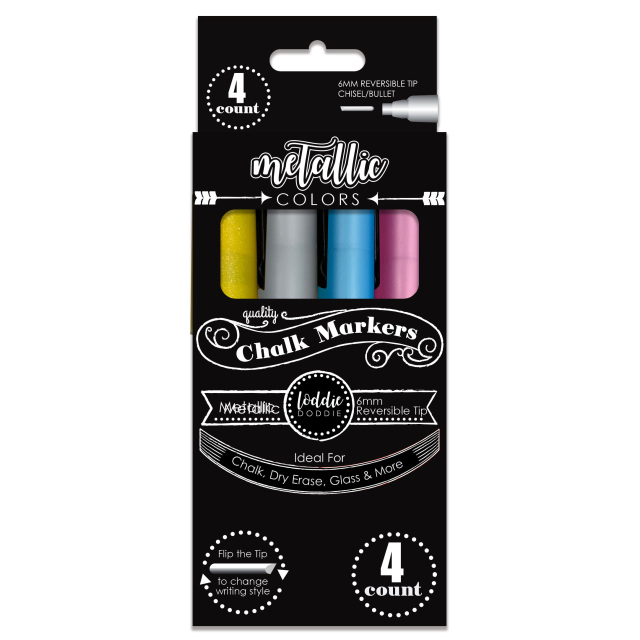 4
count
6MM REVERSIBLE TIP
CHISEL/BULLET
metallic
COLORS
quality
Chalk Markers
Metallic
loddie
DODDIE
6mm
Reversible Tip
Ideal For
Chalk, Dry Erase, Glass & More
Flip the Tip
to change
writing style
4
count